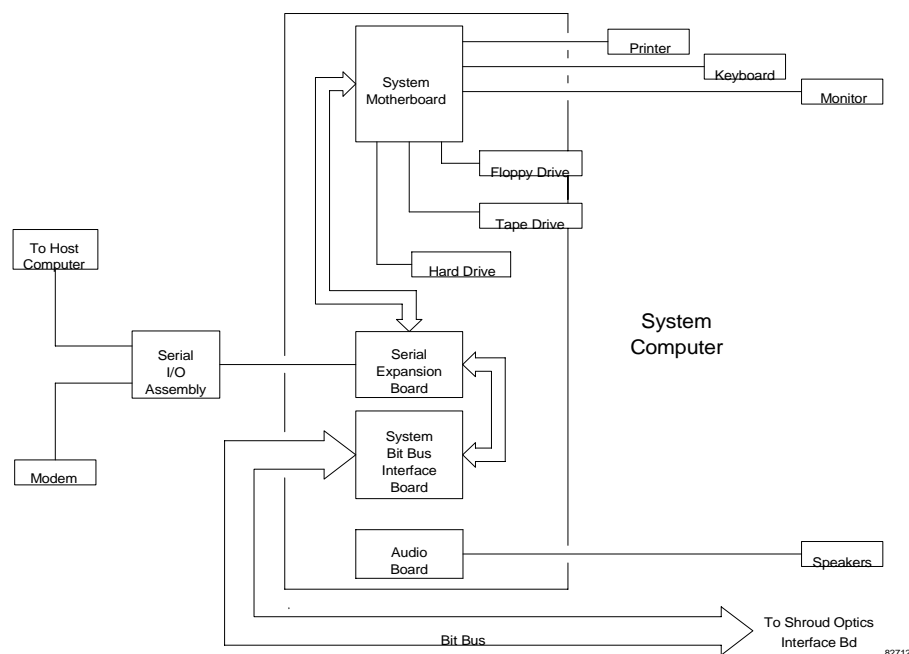 Printer
System
Motherboard
Keyboard
Monitor
Floppy Drive
Tape Drive
To Host
Computer
Hard Drive
System
Computer
Serial
I/O
Assembly
Serial
Expansion
Board
System
Bit Bus
Interface
Board
Modem
Audio
Board
Speakers
To Shroud Optics
Interface Bd
Bit Bus
82712